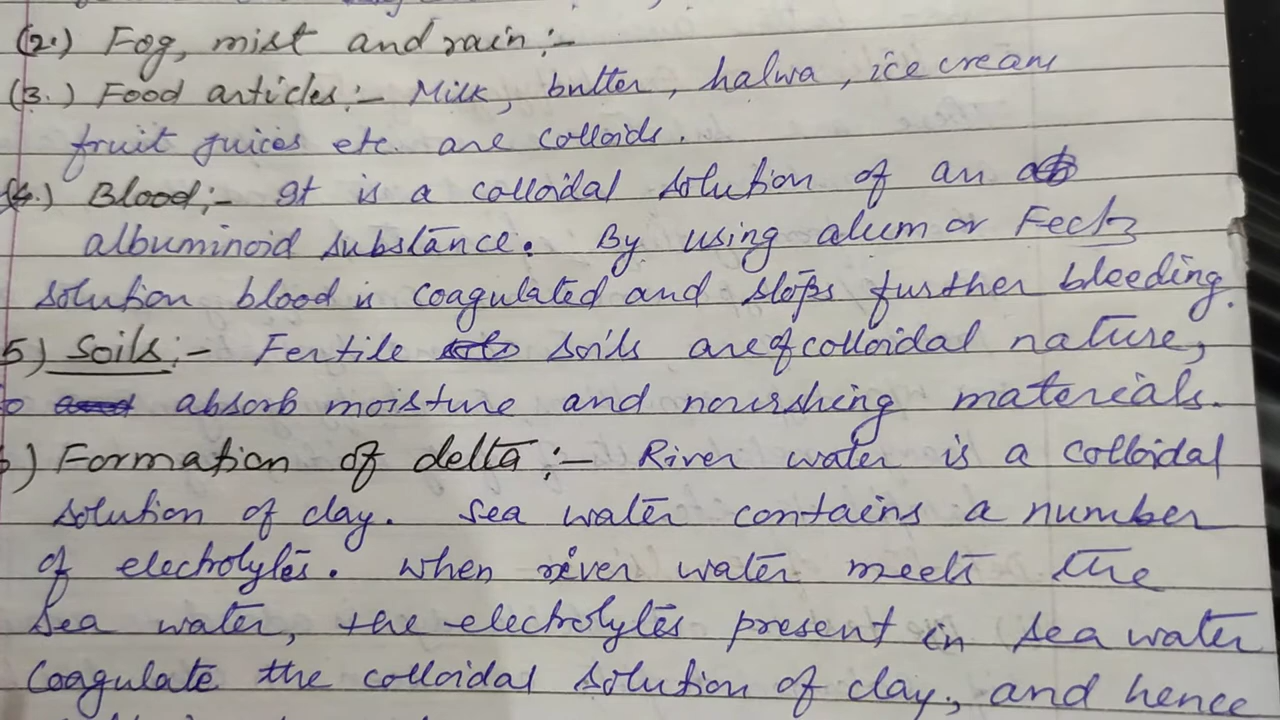 (2.) Fog, mist and rain :-
(3.) Food articles :- Milk, butter, halwa, ice cream
fruit juices etc. are colloids.
(4.) Blood :- It is a colloidal solution of an
albuminoid substance. By using alum or FeCl3
solution blood is coagulated and stops further bleeding.
5) Soils :- Fertile soils are of colloidal nature,
absorb moisture and nourshing materials.
) Formation of delta :- River water is a colloidal
solution of clay. Sea water contains a number
of electrolytes. When river water meets the
sea water, the electrolytes present in sea water
Coagulate the colloidal solution of clay, and hence